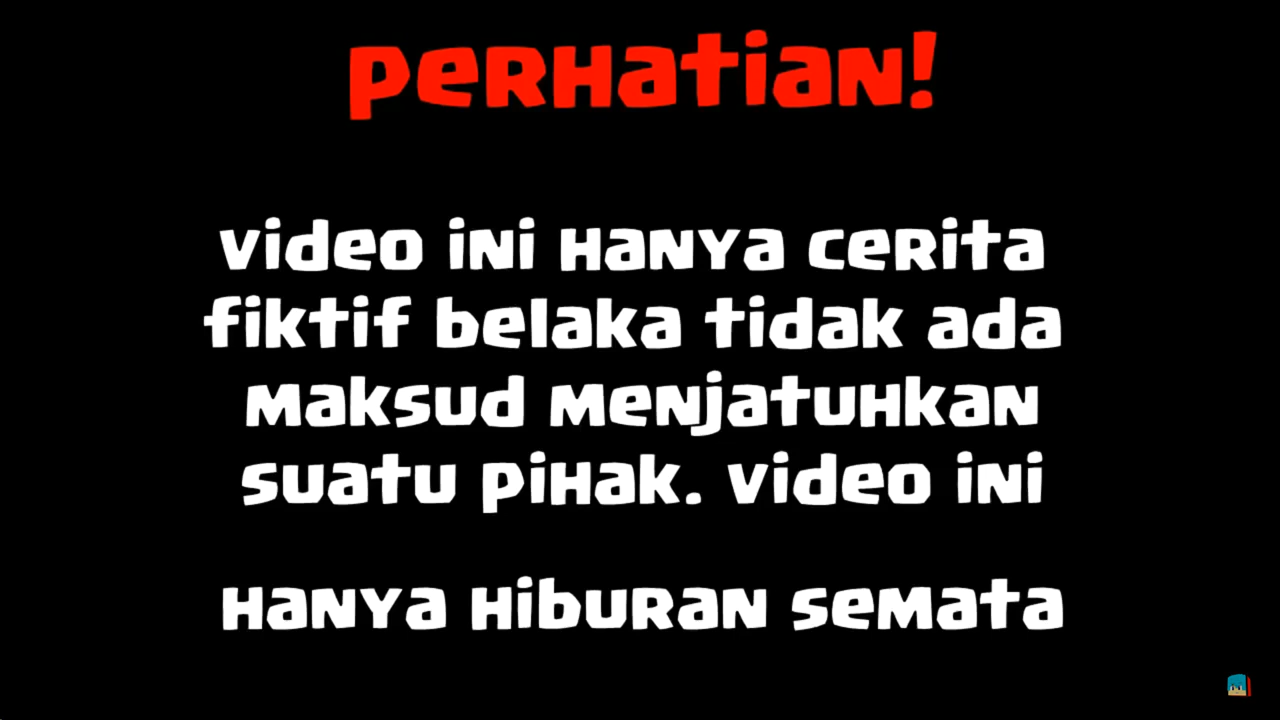 PERHATIAN!
video ini hanya cerita
fiktif belaka tidak ada
maksud menjatuhkan
suatu pihak. video ini
hanya hiburan semata